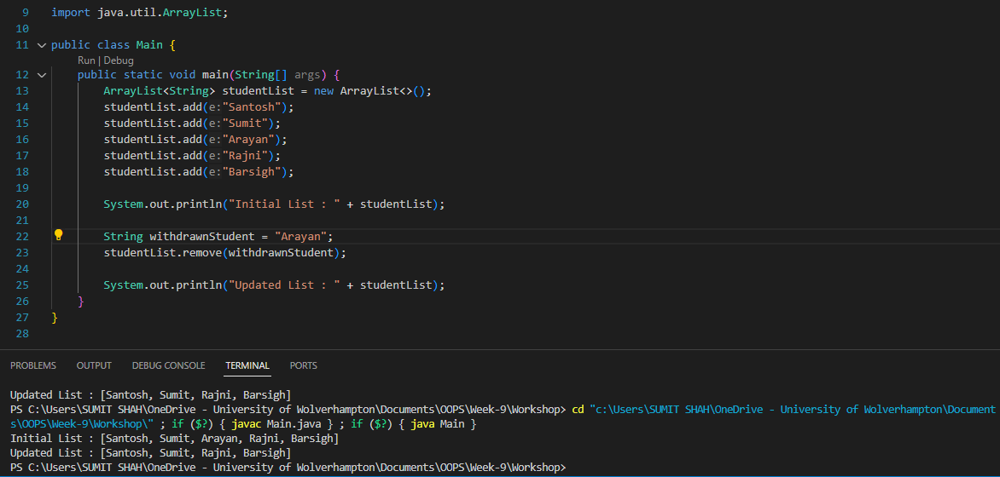 9 import java.util.ArrayList;
10
11 public class Main {
Run | Debug
12 public static void main(String[] args) {
13 ArrayList<String> studentList = new ArrayList<>();
14 studentList.add(e:"Santosh");
15 studentList.add(e:"Sumit");
16 studentList.add(e:"Arayan");
17 studentList.add(e:"Rajni");
18 studentList.add(e:"Barsigh");
19
20 System.out.println("Initial List : " + studentList);
21
22 String withdrawnStudent = "Arayan";
23 studentList.remove(withdrawnStudent);
24
25 System.out.println("Updated List : " + studentList);
26 }
27 }
28
PROBLEMS OUTPUT DEBUG CONSOLE TERMINAL PORTS
Updated List : [Santosh, Sumit, Rajni, Barsigh]
PS C:\Users\SUMIT SHAH\OneDrive - University of Wolverhampton\Documents\OOPS\Week-9\Workshop> cd "c:\Users\SUMIT SHAH\OneDrive - University of Wolverhampton\Document
s\OOPS\Week-9\Workshop\" ; if ($?) { javac Main.java } ; if ($?) { java Main }
Initial List : [Santosh, Sumit, Arayan, Rajni, Barsigh]
Updated List : [Santosh, Sumit, Rajni, Barsigh]
PS C:\Users\SUMIT SHAH\OneDrive - University of Wolverhampton\Documents\OOPS\Week-9\Workshop>